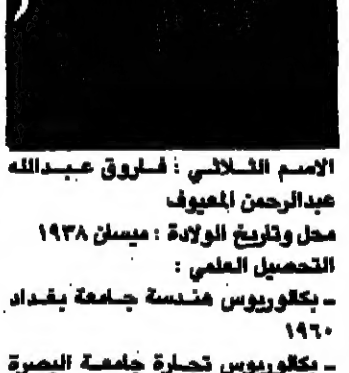 الاسم الثلاثي : فاروق عبدالله
عبدالرحمن المعيوف
محل وتاريخ الولادة : ميسان ١٩٣٨
التحصيل العلمي :
ـ بكالوريوس هندسة جامعة بغداد
١٩٦٠
ـ بكالوريوس تجارة جامعة البصرة